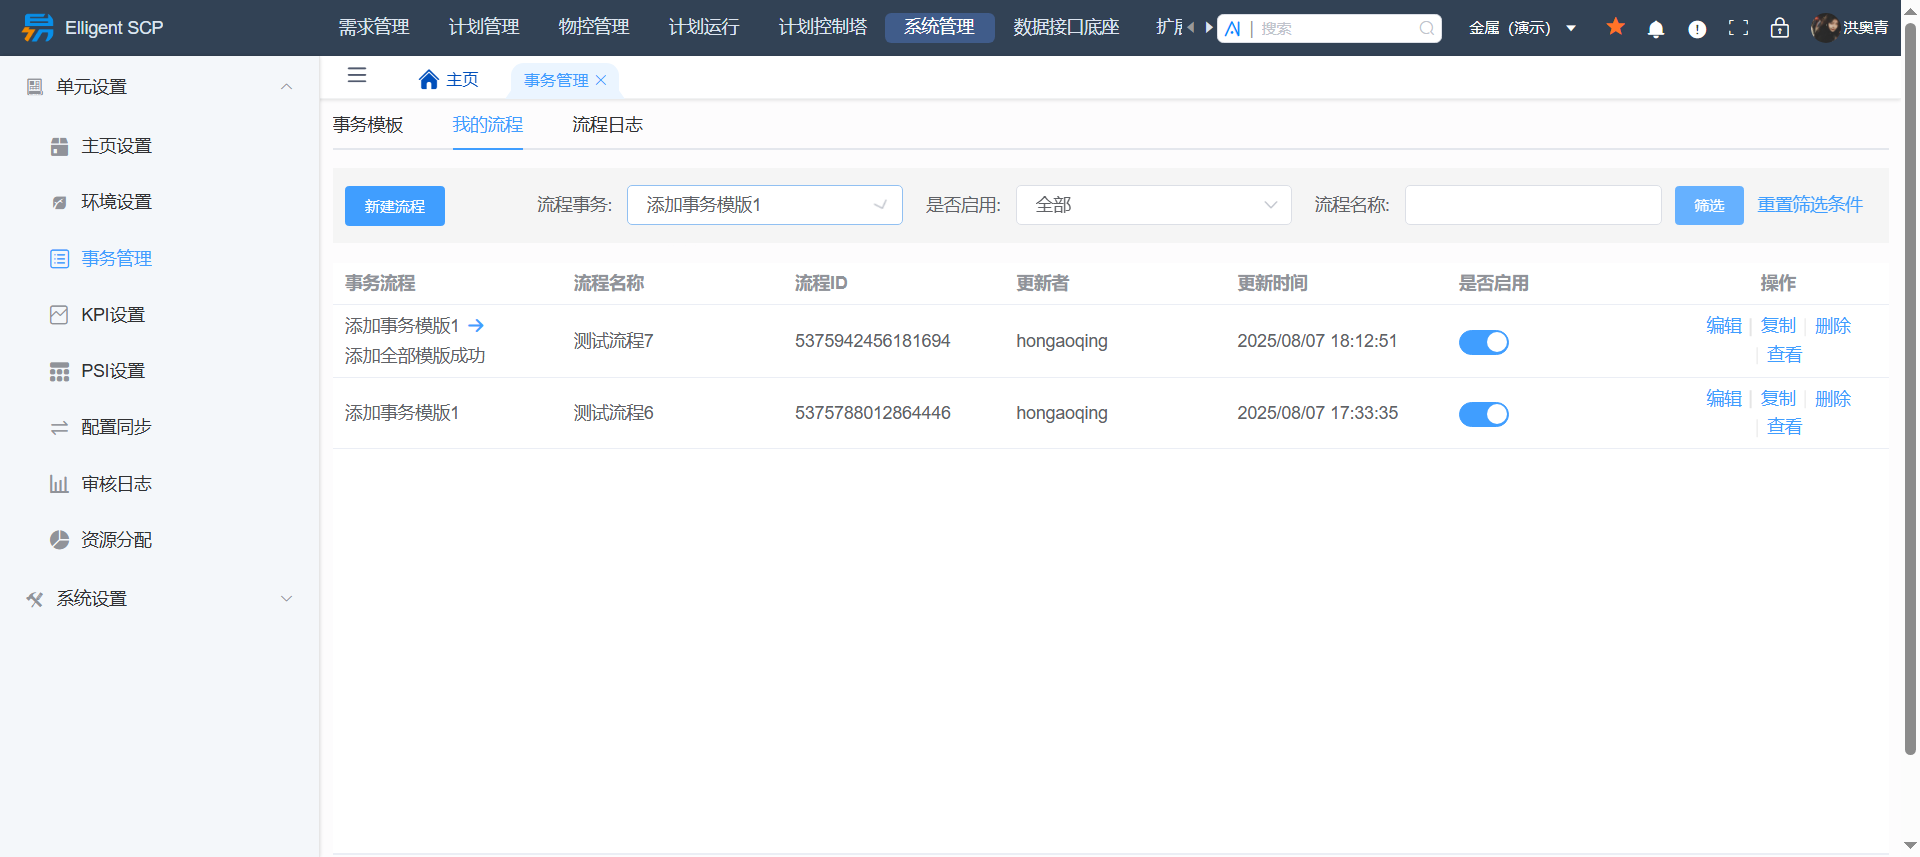 Elligent SCP
需求管理
计划管理
物控管理
计划运行
计划控制塔
系统管理
数据接口底座
AI | 搜索
金属 (演示)
洪奥青
单元设置
主页设置
环境设置
事务管理
KPI设置
PSI设置
配置同步
审核日志
资源分配
系统设置
主页
事务管理
事务模板
我的流程
流程日志
新建流程
流程事务:
添加事务模版1
是否启用:
全部
流程名称:
筛选
重置筛选条件
事务流程 流程名称 流程ID 更新者 更新时间 是否启用 操作
添加事务模版1 →
添加全部模版成功
测试流程7 5375942456181694 hongaoqing 2025/08/07 18:12:51
编辑 | 复制 | 删除
| 查看
添加事务模版1 测试流程6 5375788012864446 hongaoqing 2025/08/07 17:33:35
编辑 | 复制 | 删除
| 查看